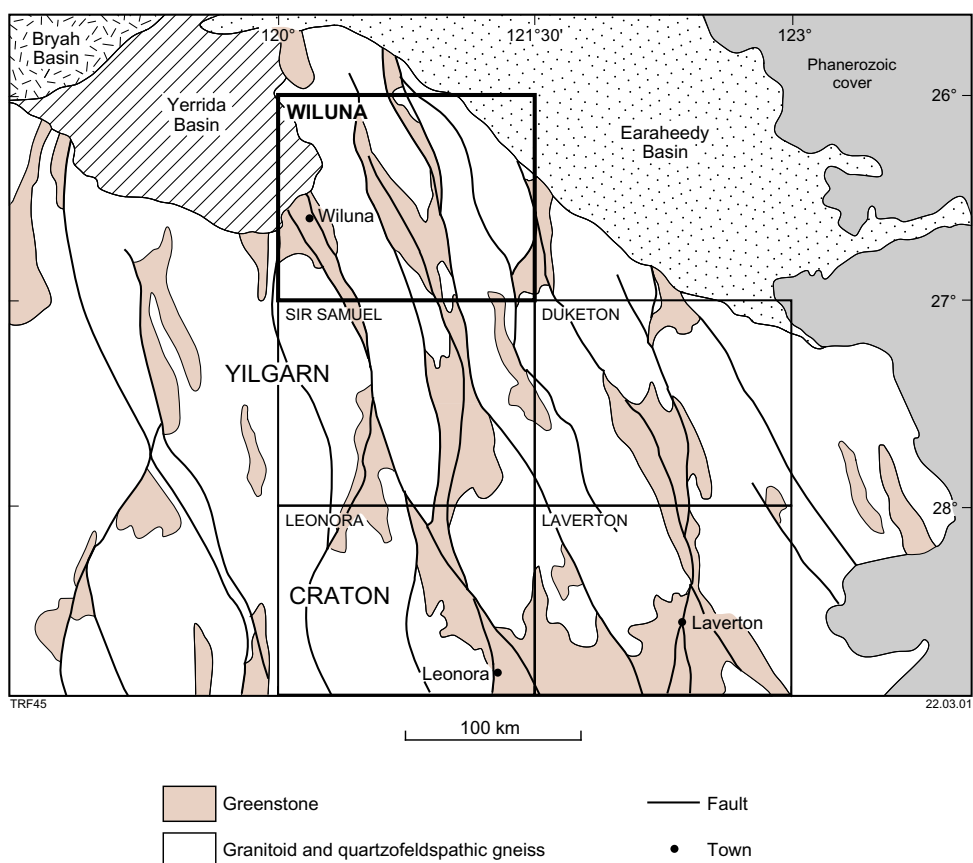 120°
121°30'
123°
Bryah
Basin
Phanerozoic
cover
26°
Yerrida
Basin
WILUNA
Earaheedy
Basin
Wiluna
27°
SIR SAMUEL
DUKETON
YILGARN
28°
LEONORA
LAVERTON
CRATON
Laverton
Leonora
TRF45
22.03.01
100 km
Greenstone
Fault
Granitoid and quartzofeldspathic gneiss
Town